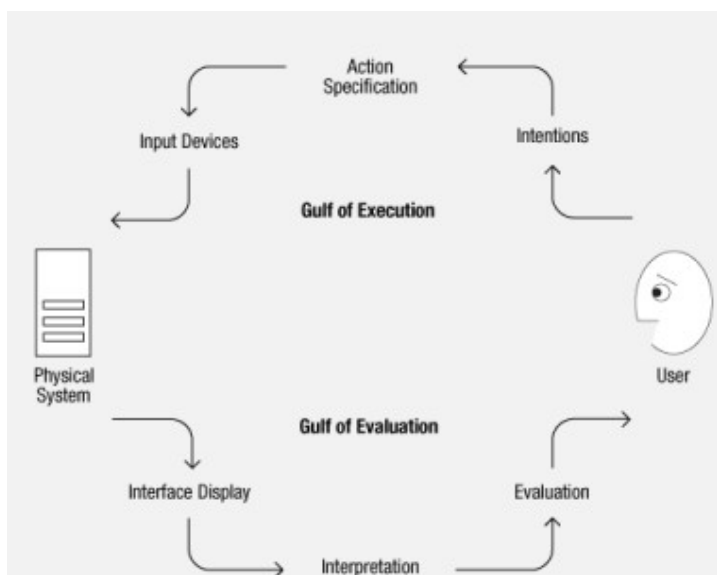 Action
Specification
Input Devices
Intentions
Gulf of Execution
Physical
System
User
Gulf of Evaluation
Interface Display
Evaluation
Interpretation